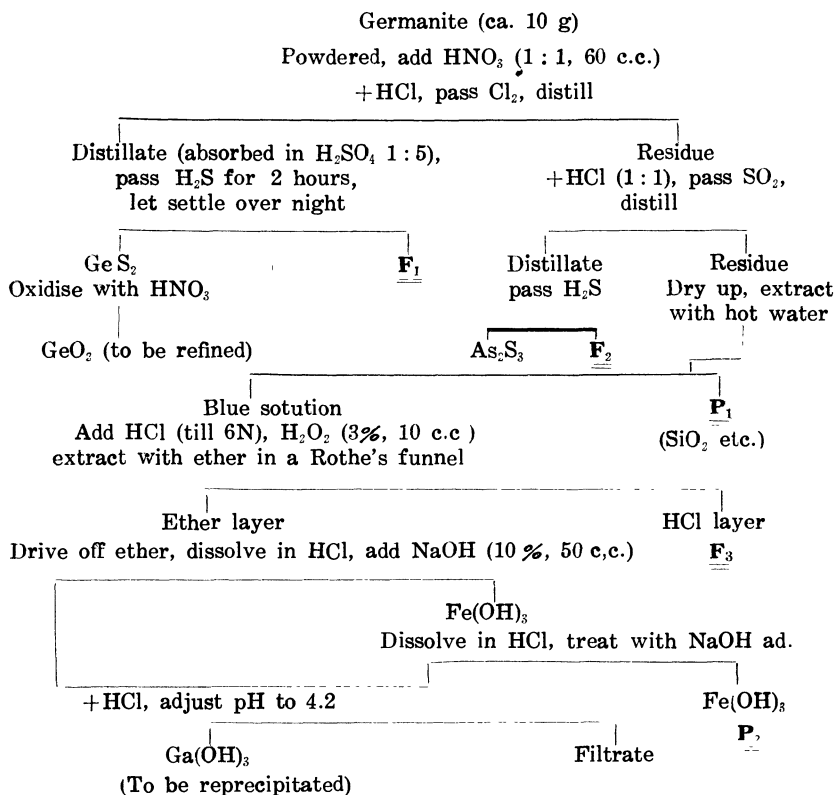 Germanite (ca. 10 g)
Powdered, add HNO₃ (1 : 1, 60 c.c.)
+HCl, pass Cl₂, distill
Distillate (absorbed in H₂SO₄ 1 : 5),
pass H₂S for 2 hours,
let settle over night
Residue
+HCl (1 : 1), pass SO₂,
distill
GeS₂
Oxidise with HNO₃
F₁
Distillate
pass H₂S
Residue
Dry up, extract
with hot water
GeO₂ (to be refined)
As₂S₃
F₂
Blue sotution
Add HCl (till 6N), H₂O₂ (3%, 10 c.c )
extract with ether in a Rothe's funnel
P₁
(SiO₂ etc.)
Ether layer
Drive off ether, dissolve in HCl, add NaOH (10 %, 50 c,c.)
HCl layer
F₃
Fe(OH)₃
Dissolve in HCl, treat with NaOH ad.
+HCl, adjust pH to 4.2
Fe(OH)₃
P₂
Ga(OH)₃
(To be reprecipitated)
Filtrate